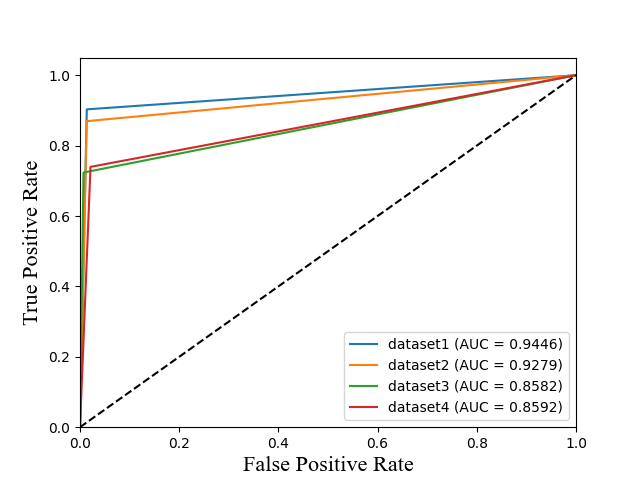 1.0
0.8
0.6
0.4
0.2
0.0
True Positive Rate
dataset1 (AUC = 0.9446)
dataset2 (AUC = 0.9279)
dataset3 (AUC = 0.8582)
dataset4 (AUC = 0.8592)
0.0 0.2 0.4 0.6 0.8 1.0
False Positive Rate